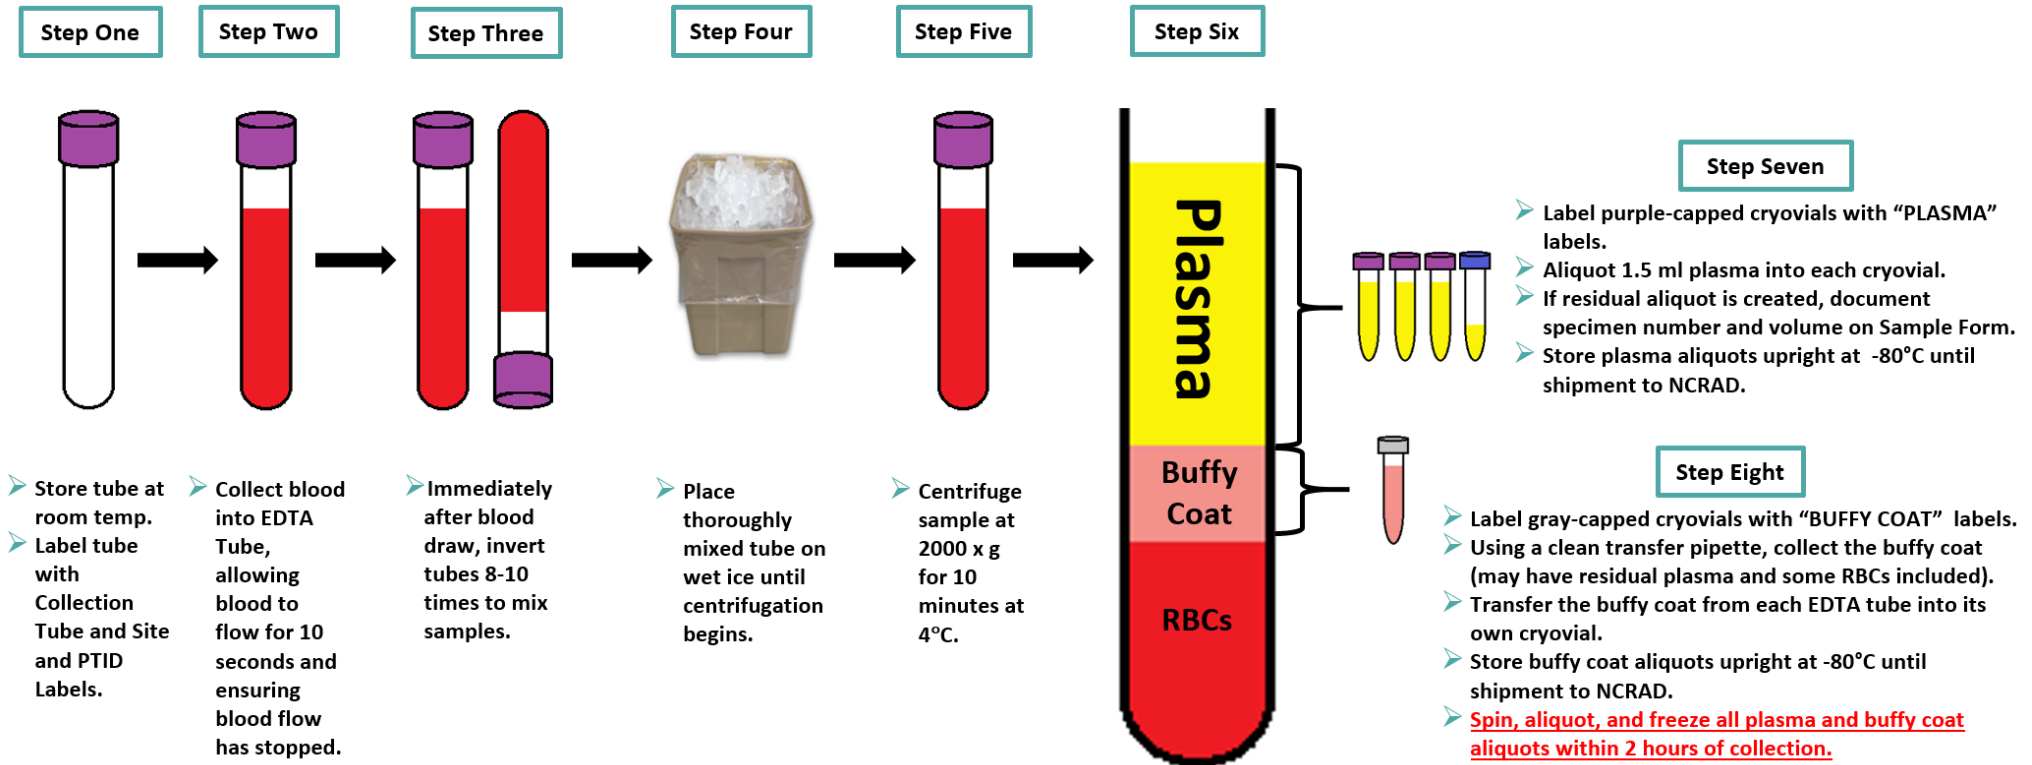 Step One
Store tube at
room temp.
Label tube
with
Collection
Tube and Site
and PTID
Labels.
Step Two
Collect blood
into EDTA
Tube,
allowing
blood to
flow for 10
seconds and
ensuring
blood flow
has stopped.
Step Three
Immediately
after blood
draw, invert
tubes 8-10
times to mix
samples.
Step Four
Place
thoroughly
mixed tube on
wet ice until
centrifugation
begins.
Step Five
Centrifuge
sample at
2000 x g
for 10
minutes at
4°C.
Step Six
Plasma
Buffy
Coat
RBCs
Step Seven
Label purple-capped cryovials with “PLASMA”
labels.
Aliquot 1.5 ml plasma into each cryovial.
If residual aliquot is created, document
specimen number and volume on Sample Form.
Store plasma aliquots upright at -80°C until
shipment to NCRAD.
Step Eight
Label gray-capped cryovials with “BUFFY COAT” labels.
Using a clean transfer pipette, collect the buffy coat
(may have residual plasma and some RBCs included).
Transfer the buffy coat from each EDTA tube into its
own cryovial.
Store buffy coat aliquots upright at -80°C until
shipment to NCRAD.
Spin, aliquot, and freeze all plasma and buffy coat
aliquots within 2 hours of collection.